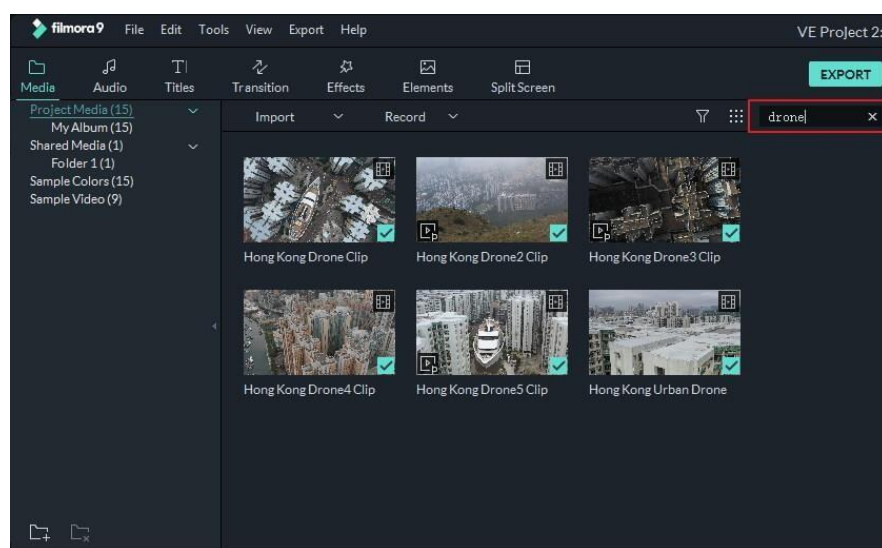 filmora9 File Edit Tools View Export Help VE Project 2:
Media Audio Titles Transition Effects Elements Split Screen EXPORT
Project Media (15)
My Album (15)
Shared Media (1)
Folder 1 (1)
Sample Colors (15)
Sample Video (9)
Import Record drone
Hong Kong Drone Clip Hong Kong Drone2 Clip Hong Kong Drone3 Clip
Hong Kong Drone4 Clip Hong Kong Drone5 Clip Hong Kong Urban Drone